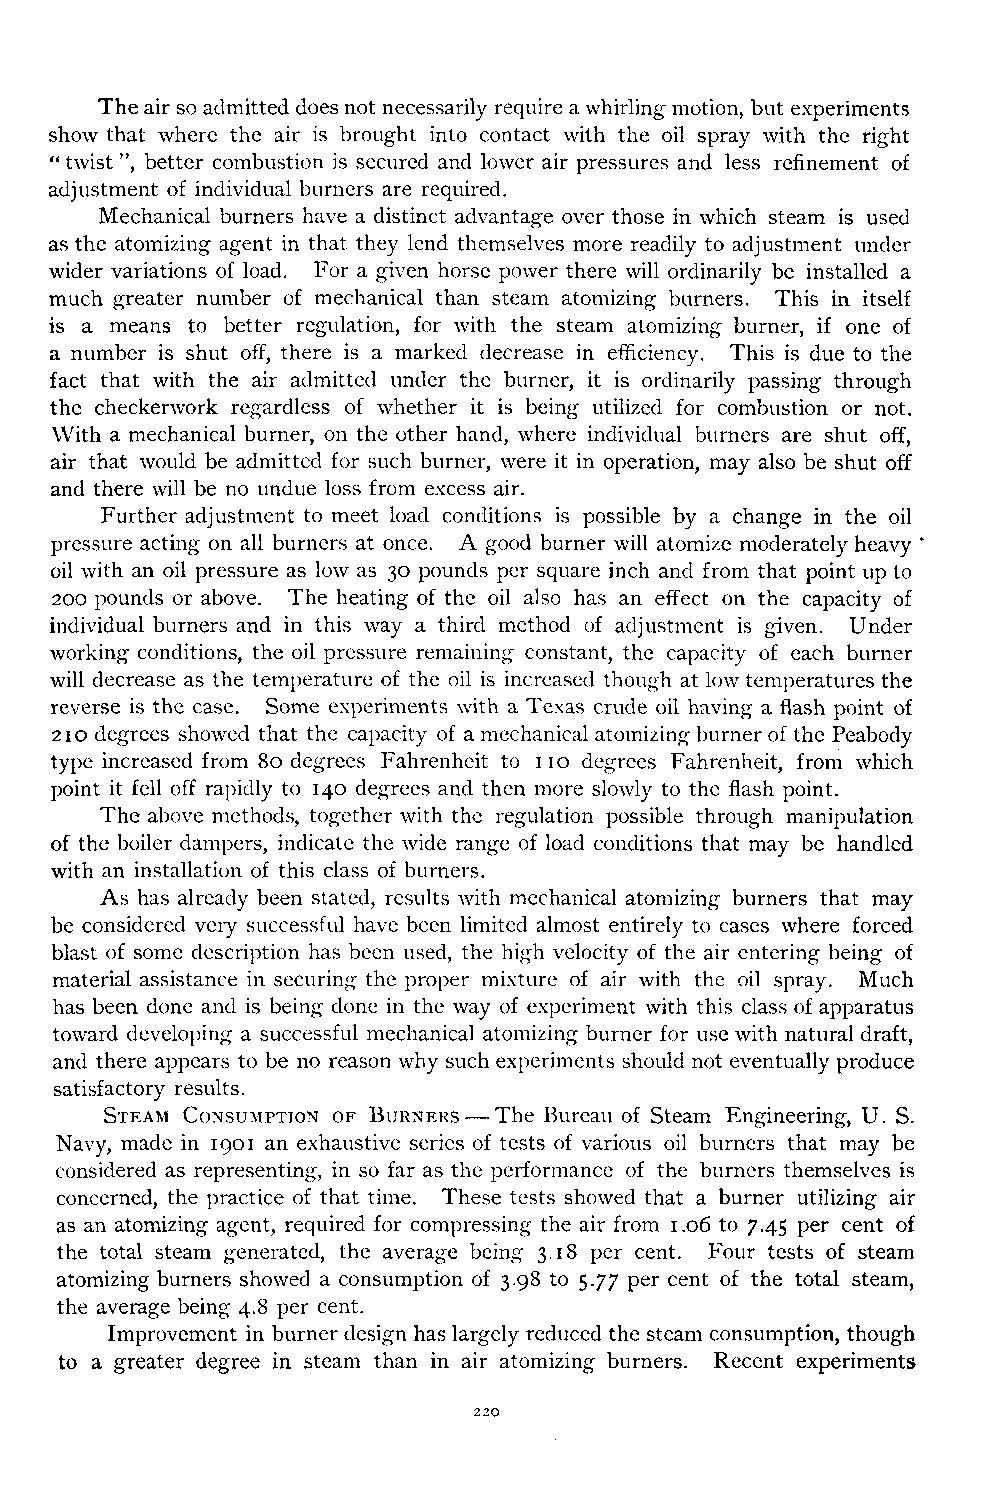 The air so admitted does not necessarily require a whirling motion, but experiments
show that where the air is brought into contact with the oil spray with the right
“ twist ”, better combustion is secured and lower air pressures and less refinement of
adjustment of individual burners are required.
Mechanical burners have a distinct advantage over those in which steam is used
as the atomizing agent in that they lend themselves more readily to adjustment under
wider variations of load. For a given horse power there will ordinarily be installed a
much greater number of mechanical than steam atomizing burners. This in itself
is a means to better regulation, for with the steam atomizing burner, if one of
a number is shut off, there is a marked decrease in efficiency. This is due to the
fact that with the air admitted under the burner, it is ordinarily passing through
the checkerwork regardless of whether it is being utilized for combustion or not.
With a mechanical burner, on the other hand, where individual burners are shut off,
air that would be admitted for such burner, were it in operation, may also be shut off
and there will be no undue loss from excess air.
Further adjustment to meet load conditions is possible by a change in the oil
pressure acting on all burners at once. A good burner will atomize moderately heavy
oil with an oil pressure as low as 30 pounds per square inch and from that point up to
200 pounds or above. The heating of the oil also has an effect on the capacity of
individual burners and in this way a third method of adjustment is given. Under
working conditions, the oil pressure remaining constant, the capacity of each burner
will decrease as the temperature of the oil is increased though at low temperatures the
reverse is the case. Some experiments with a Texas crude oil having a flash point of
210 degrees showed that the capacity of a mechanical atomizing burner of the Peabody
type increased from 80 degrees Fahrenheit to 110 degrees Fahrenheit, from which
point it fell off rapidly to 140 degrees and then more slowly to the flash point.
The above methods, together with the regulation possible through manipulation
of the boiler dampers, indicate the wide range of load conditions that may be handled
with an installation of this class of burners.
As has already been stated, results with mechanical atomizing burners that may
be considered very successful have been limited almost entirely to cases where forced
blast of some description has been used, the high velocity of the air entering being of
material assistance in securing the proper mixture of air with the oil spray. Much
has been done and is being done in the way of experiment with this class of apparatus
toward developing a successful mechanical atomizing burner for use with natural draft,
and there appears to be no reason why such experiments should not eventually produce
satisfactory results.
STEAM CONSUMPTION OF BURNERS — The Bureau of Steam Engineering, U. S.
Navy, made in 1901 an exhaustive series of tests of various oil burners that may be
considered as representing, in so far as the performance of the burners themselves is
concerned, the practice of that time. These tests showed that a burner utilizing air
as an atomizing agent, required for compressing the air from 1.06 to 7.45 per cent of
the total steam generated, the average being 3.18 per cent. Four tests of steam
atomizing burners showed a consumption of 3.98 to 5.77 per cent of the total steam,
the average being 4.8 per cent.
Improvement in burner design has largely reduced the steam consumption, though
to a greater degree in steam than in air atomizing burners. Recent experiments
220